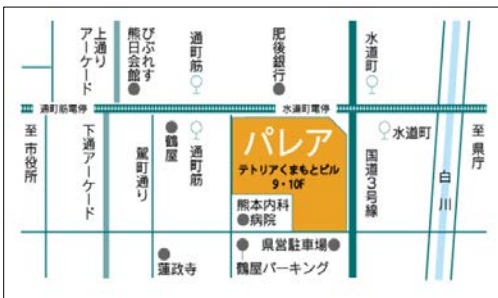 上通り
アーケード
びぷれす
熊日会館
通町筋
肥後銀行
水道町
通町筋電停
水道町電停
至市役所
下通アーケード
駕町通り
鶴屋
通町筋
パレア
テトリアくまもとビル
9・10F
国道3号線
水道町
白川
至県庁
熊本内科
病院
蓮政寺
県営駐車場
鶴屋パーキング